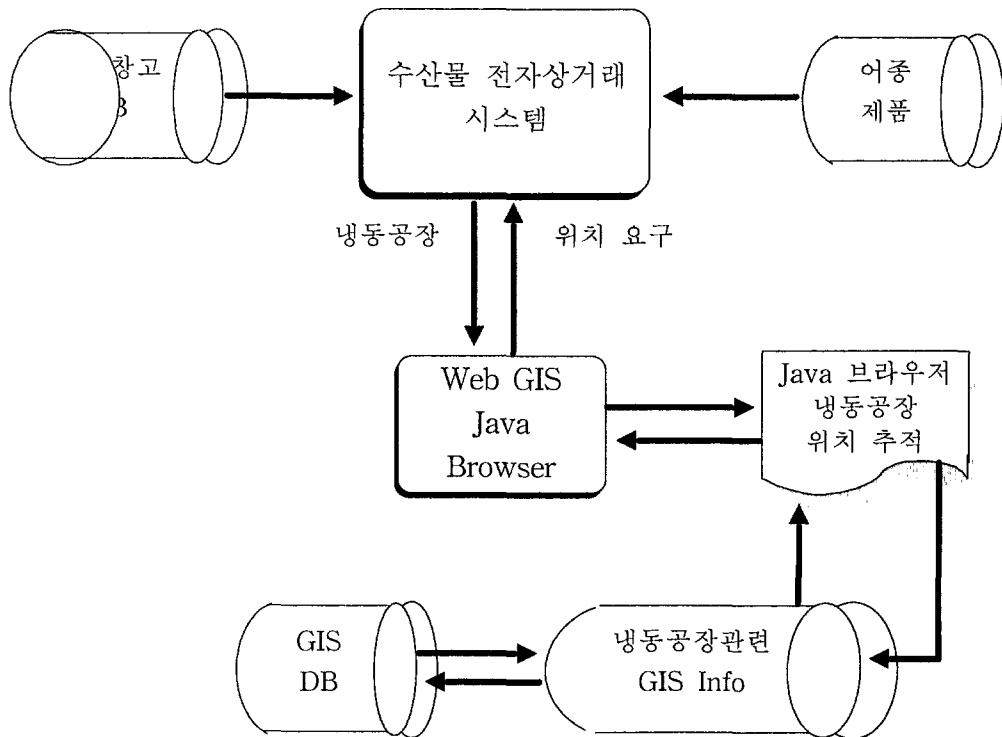 창고
수산물 전자상거래
시스템
어종
제품
냉동공장
위치 요구
Web GIS
Java
Browser
Java 브라우저
냉동공장
위치 추적
GIS
DB
냉동공장관련
GIS Info